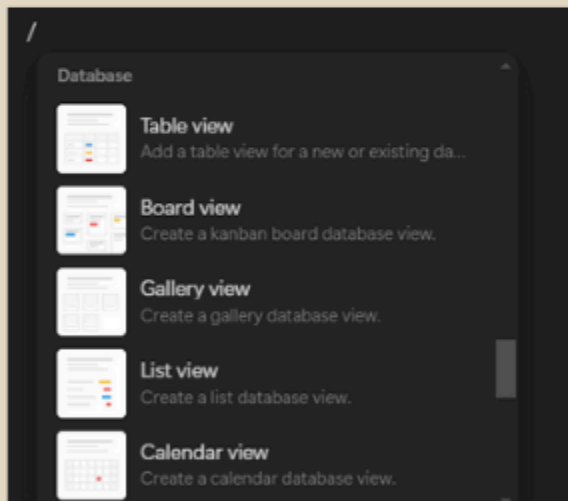 /
Database
Table view
Add a table view for a new or existing da...
Board view
Create a kanban board database view.
Gallery view
Create a gallery database view.
List view
Create a list database view.
Calendar view
Create a calendar database view.